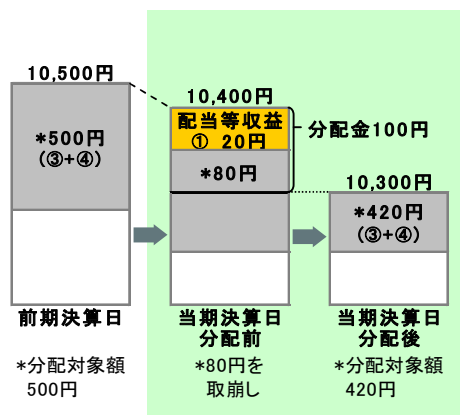 10,500円
*500円
(③+④)
前期決算日
*分配対象額
500円
10,400円
配当等収益
① 20円
*80円
分配金100円
当期決算日
分配前
*80円を
取崩し
10,300円
*420円
(③+④)
当期決算日
分配後
*分配対象額
420円